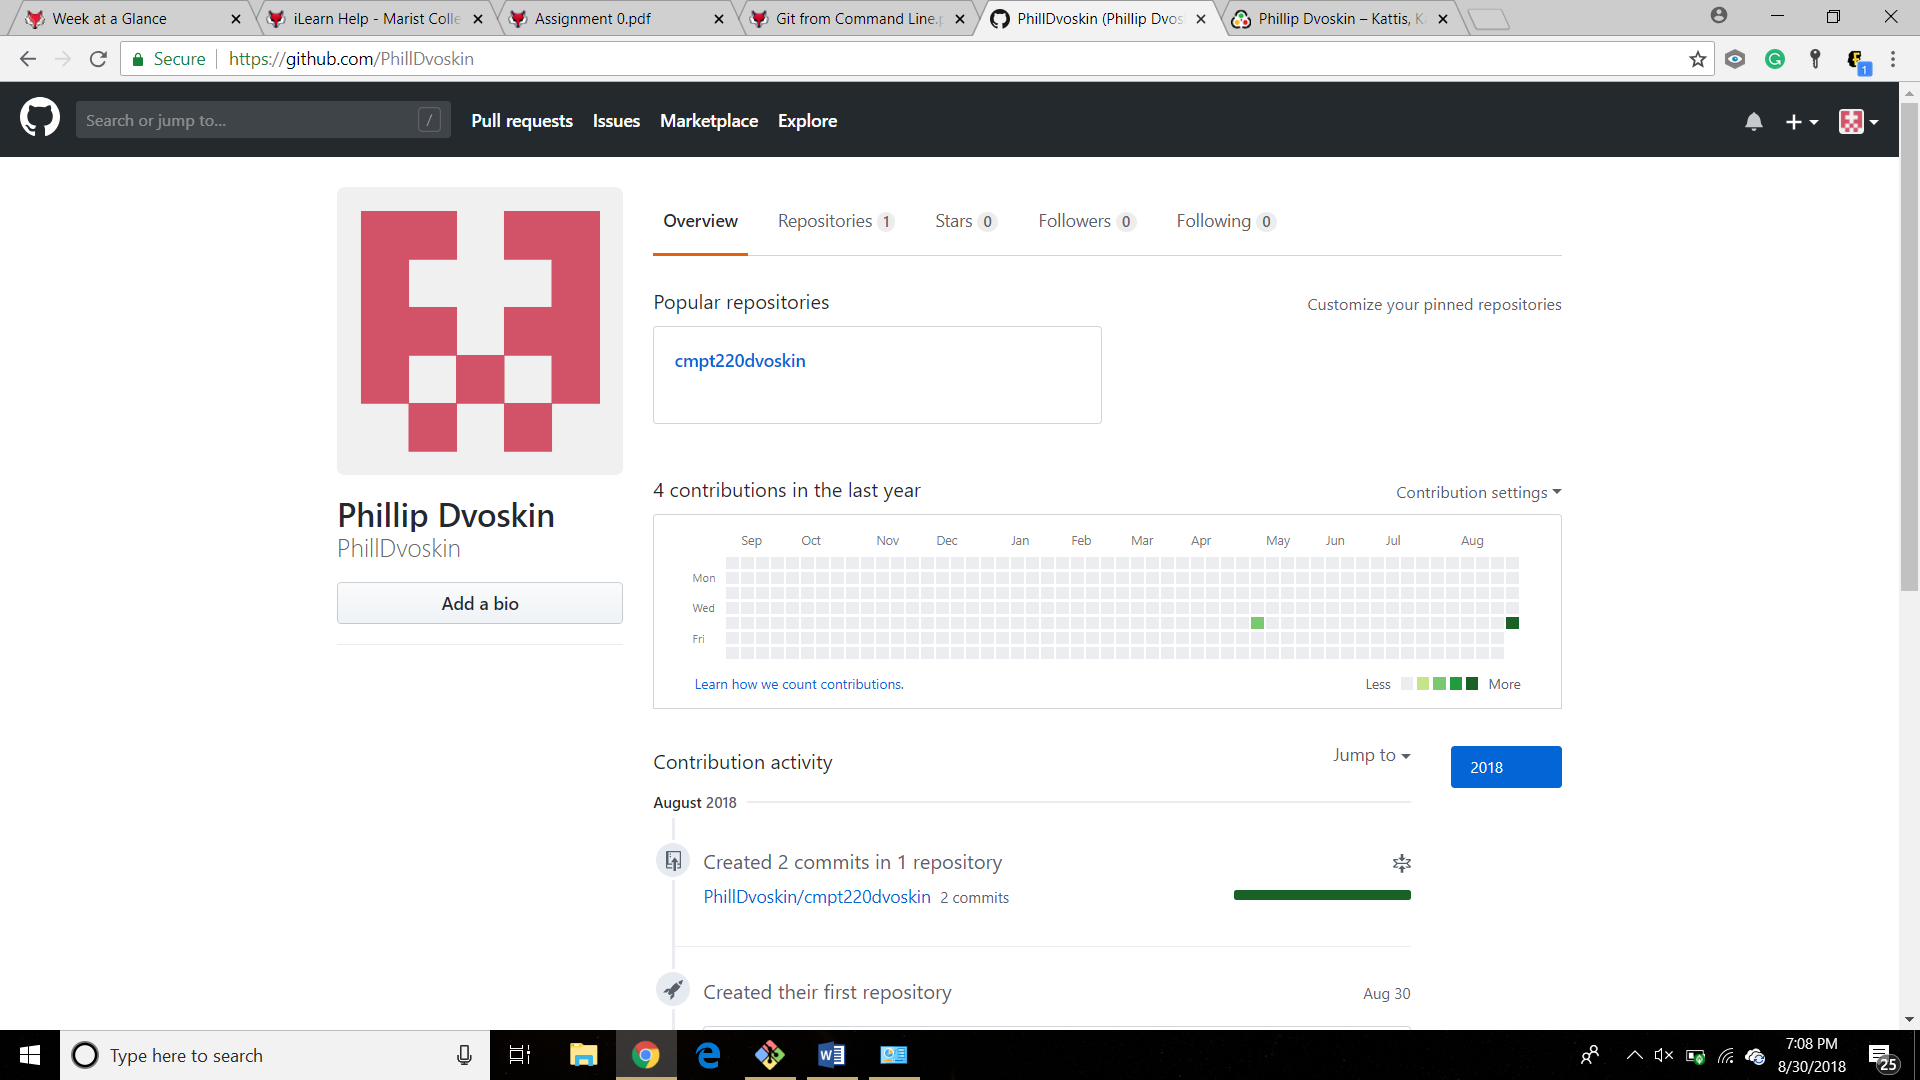 Week at a Glance
iLearn Help - Marist Colle
Assignment 0.pdf
Git from Command Line.p
PhillDvoskin (Phillip Dvos
Phillip Dvoskin – Kattis, K
Secure
https://github.com/PhillDvoskin
1
Search or jump to...
/
Pull requests
Issues
Marketplace
Explore
Overview
Repositories 1
Stars 0
Followers 0
Following 0
Popular repositories
Customize your pinned repositories
cmpt220dvoskin
Phillip Dvoskin
PhillDvoskin
Add a bio
4 contributions in the last year
Contribution settings
Sep Oct Nov Dec Jan Feb Mar Apr May Jun Jul Aug
Mon
Wed
Fri
Learn how we count contributions.
Less
More
Contribution activity
Jump to
2018
August 2018
Created 2 commits in 1 repository
PhillDvoskin/cmpt220dvoskin 2 commits
Created their first repository
Aug 30
Type here to search
7:08 PM
8/30/2018
25